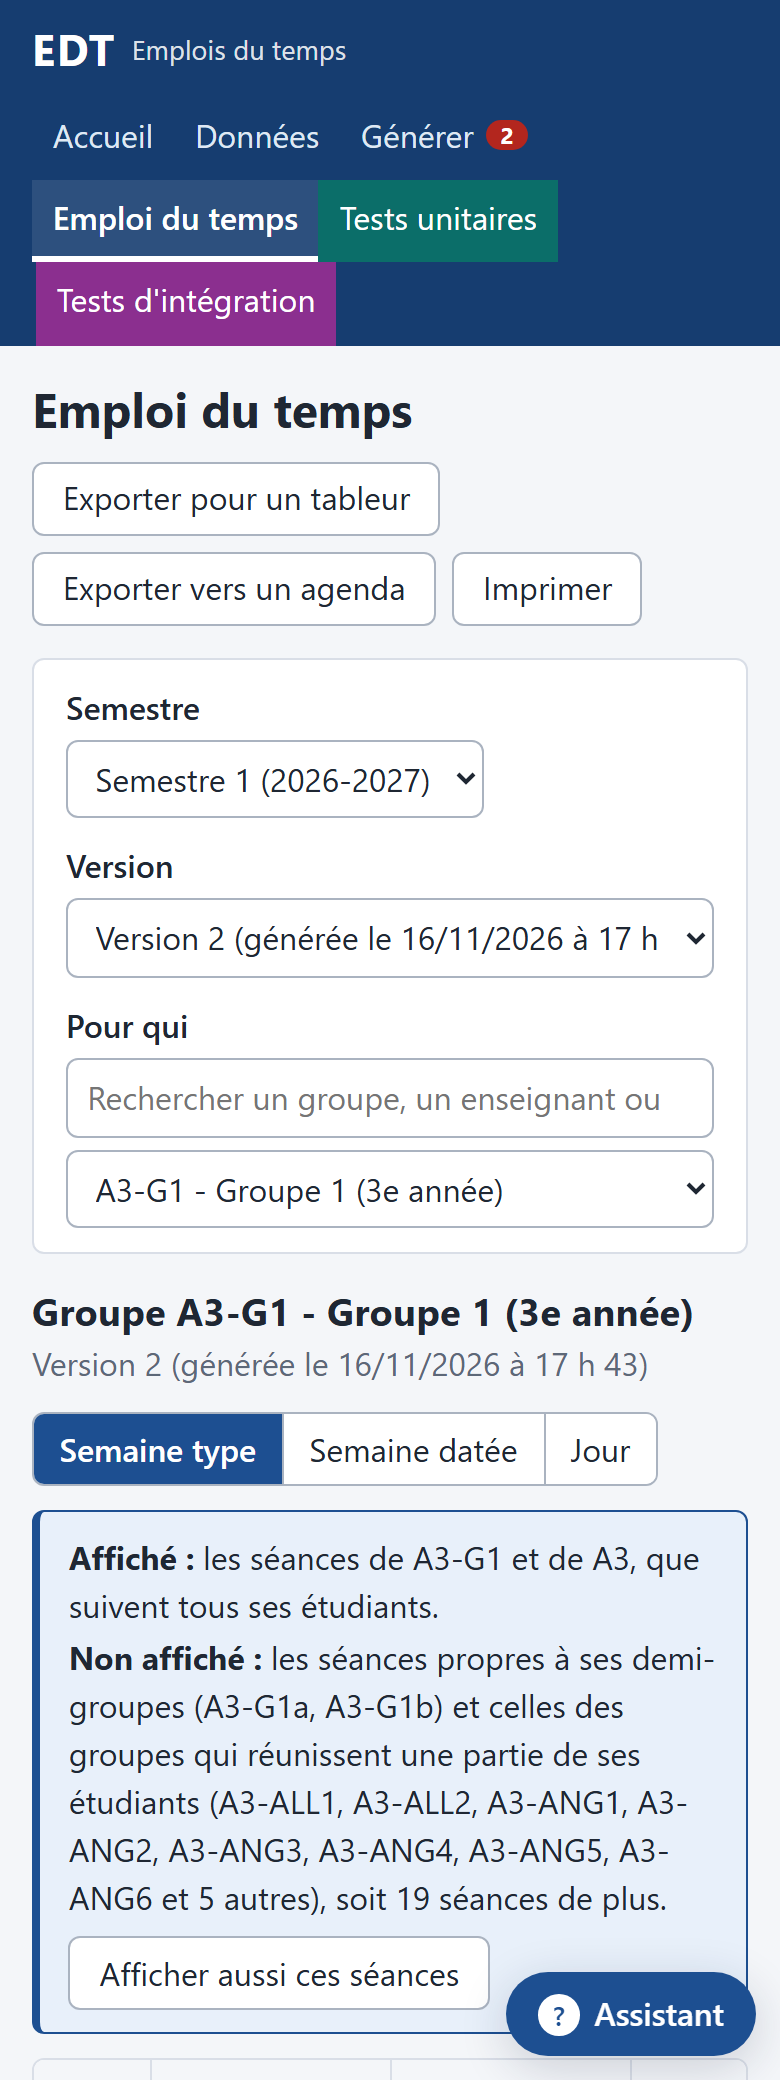 EDT Emplois du temps
Accueil Données Générer 2
Emploi du temps Tests unitaires
Tests d'intégration
Emploi du temps
Exporter pour un tableur
Exporter vers un agenda Imprimer
Semestre
Semestre 1 (2026-2027)
Version
Version 2 (générée le 16/11/2026 à 17 h
Pour qui
Rechercher un groupe, un enseignant ou
A3-G1 - Groupe 1 (3e année)
Groupe A3-G1 - Groupe 1 (3e année)
Version 2 (générée le 16/11/2026 à 17 h 43)
Semaine type Semaine datée Jour
Affiché : les séances de A3-G1 et de A3, que
suivent tous ses étudiants.
Non affiché : les séances propres à ses demi-
groupes (A3-G1a, A3-G1b) et celles des
groupes qui réunissent une partie de ses
étudiants (A3-ALL1, A3-ALL2, A3-ANG1, A3-
ANG2, A3-ANG3, A3-ANG4, A3-ANG5, A3-
ANG6 et 5 autres), soit 19 séances de plus.
Afficher aussi ces séances
? Assistant